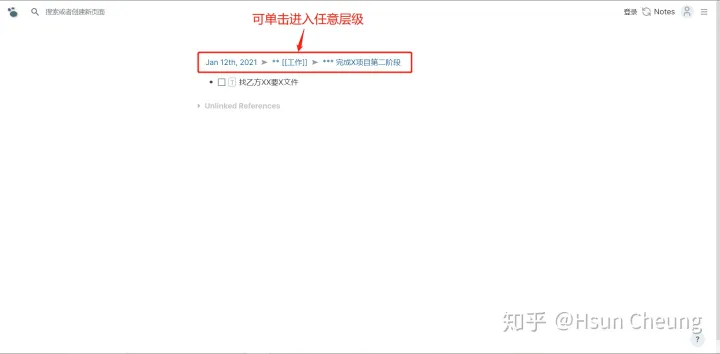 可单击进入任意层级
搜索或者创建新页面
登录 Notes
Jan 12th, 2021 ➤ ** [[工作]] ➤ *** 完成X项目第二阶段
? 找乙方XX要X文件
Unlinked References
知乎 @Hsun Cheung
?